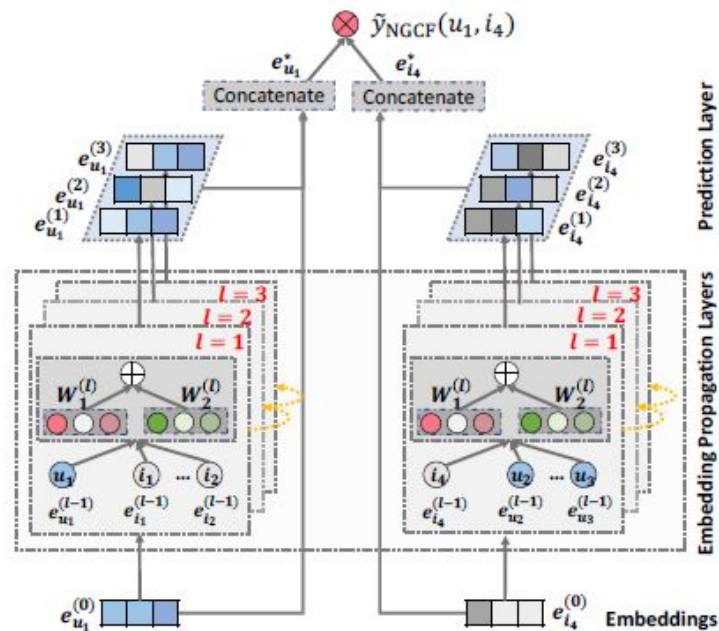 ỹ_NGCF(u₁, i₄)
e*_u₁ e*_i₄
Concatenate Concatenate
Prediction Layer
e_u₁^(3) e_i₄^(3)
e_u₁^(2) e_i₄^(2)
e_u₁^(1) e_i₄^(1)
Embedding Propagation Layers
l = 3 l = 3
l = 2 l = 2
l = 1 l = 1
W₁^(l) W₂^(l) W₁^(l) W₂^(l)
u₁ i₁ ... i₂ i₄ u₂ ... u₃
e_u₁^(l−1) e_i₁^(l−1) e_i₂^(l−1) e_i₄^(l−1) e_u₂^(l−1) e_u₃^(l−1)
e_u₁^(0) e_i₄^(0) Embeddings